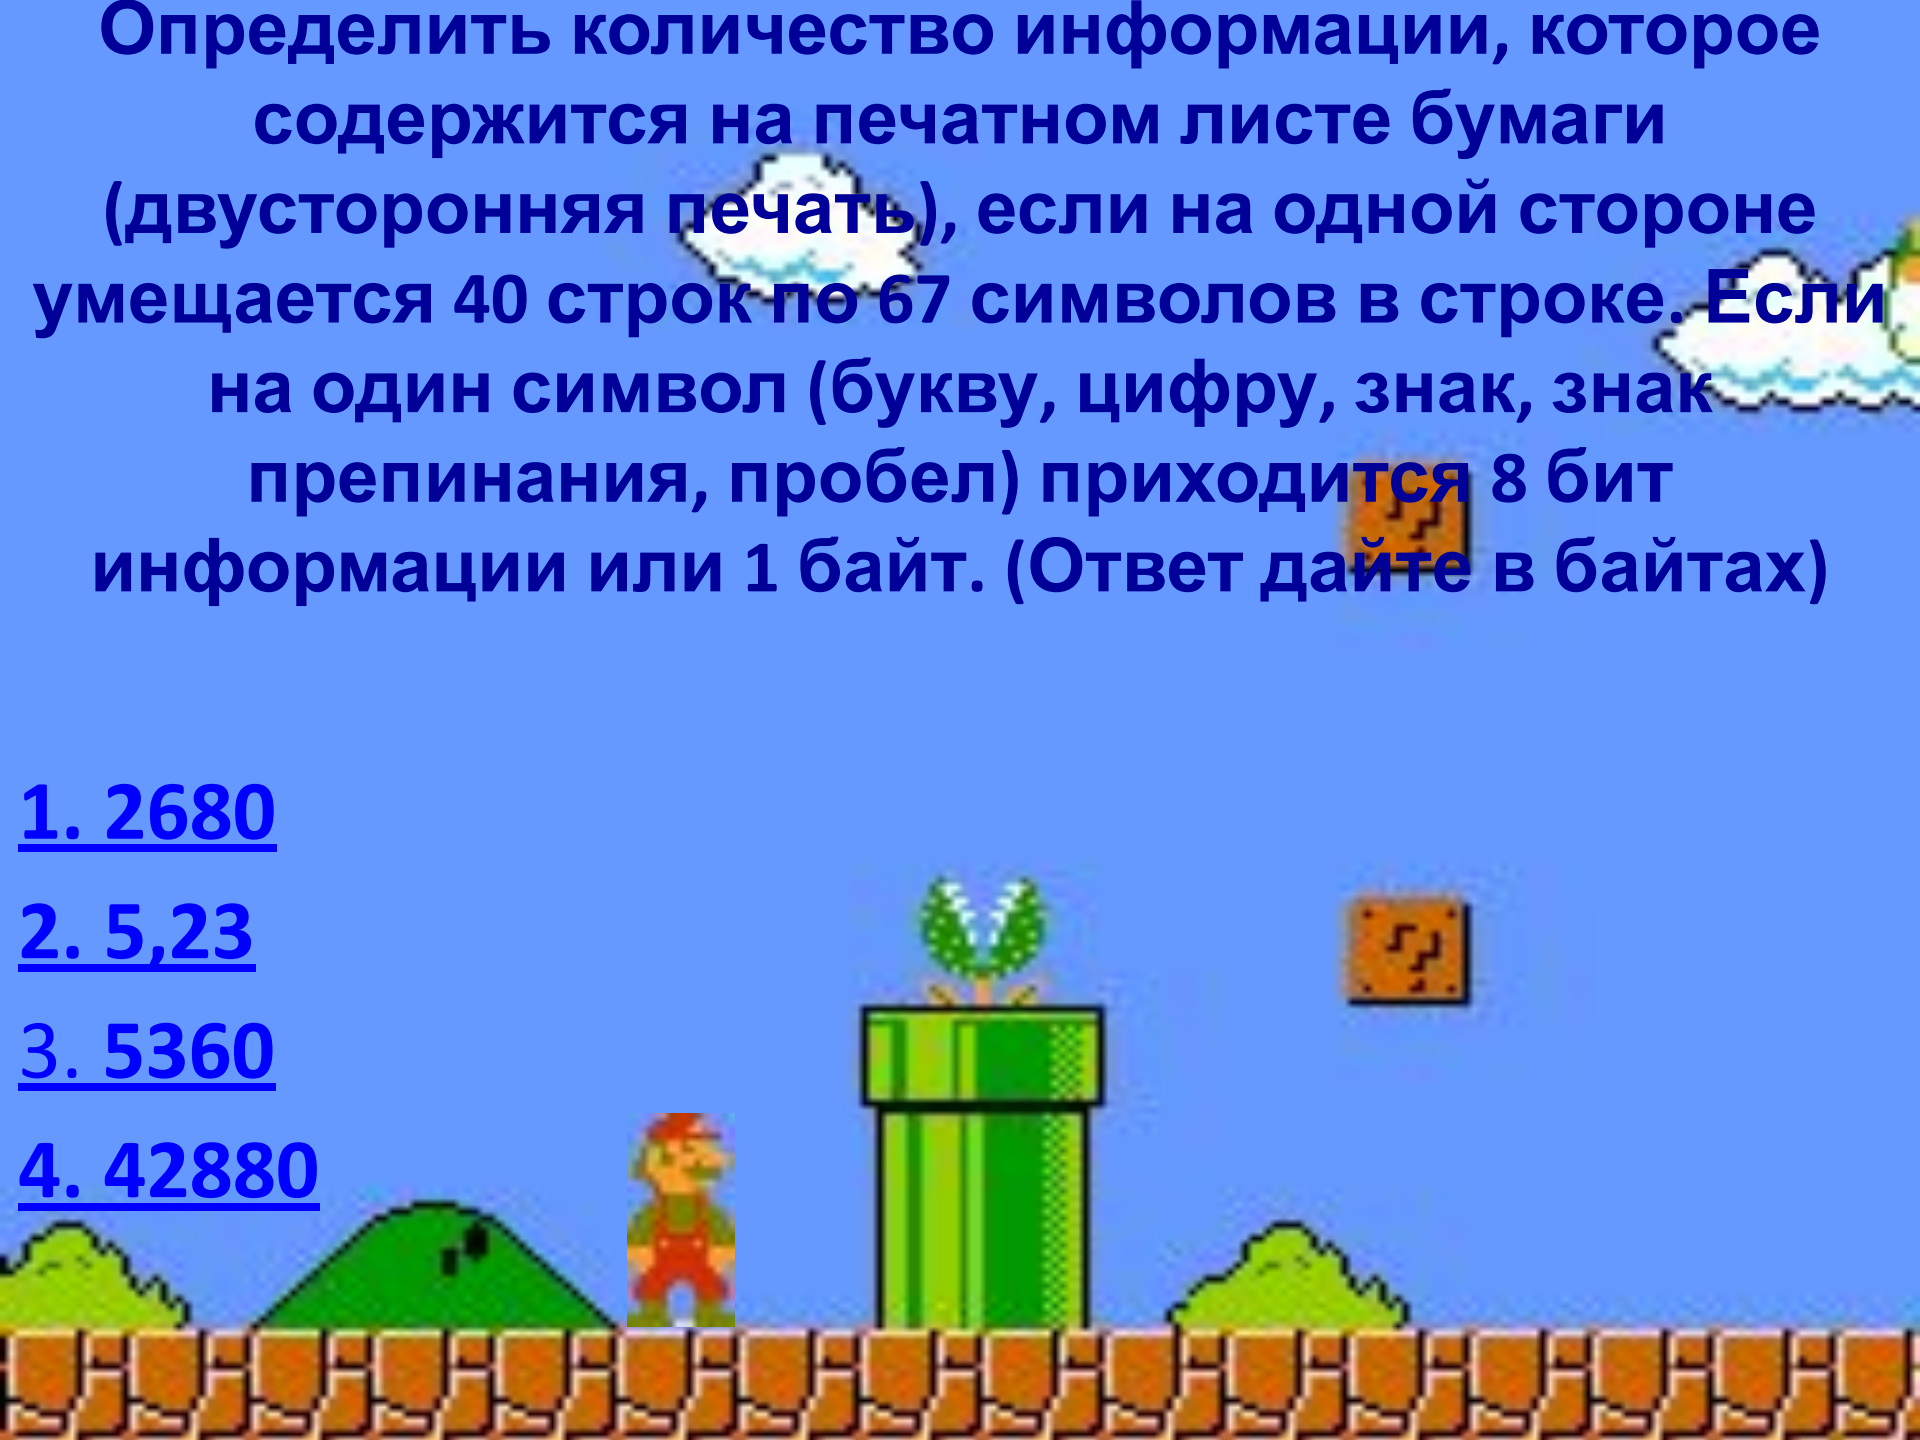 Определить количество информации, которое
содержится на печатном листе бумаги
(двусторонняя печать), если на одной стороне
умещается 40 строк по 67 символов в строке. Если
на один символ (букву, цифру, знак, знак
препинания, пробел) приходится 8 бит
информации или 1 байт. (Ответ дайте в байтах)
1. 2680
2. 5,23
3. 5360
4. 42880